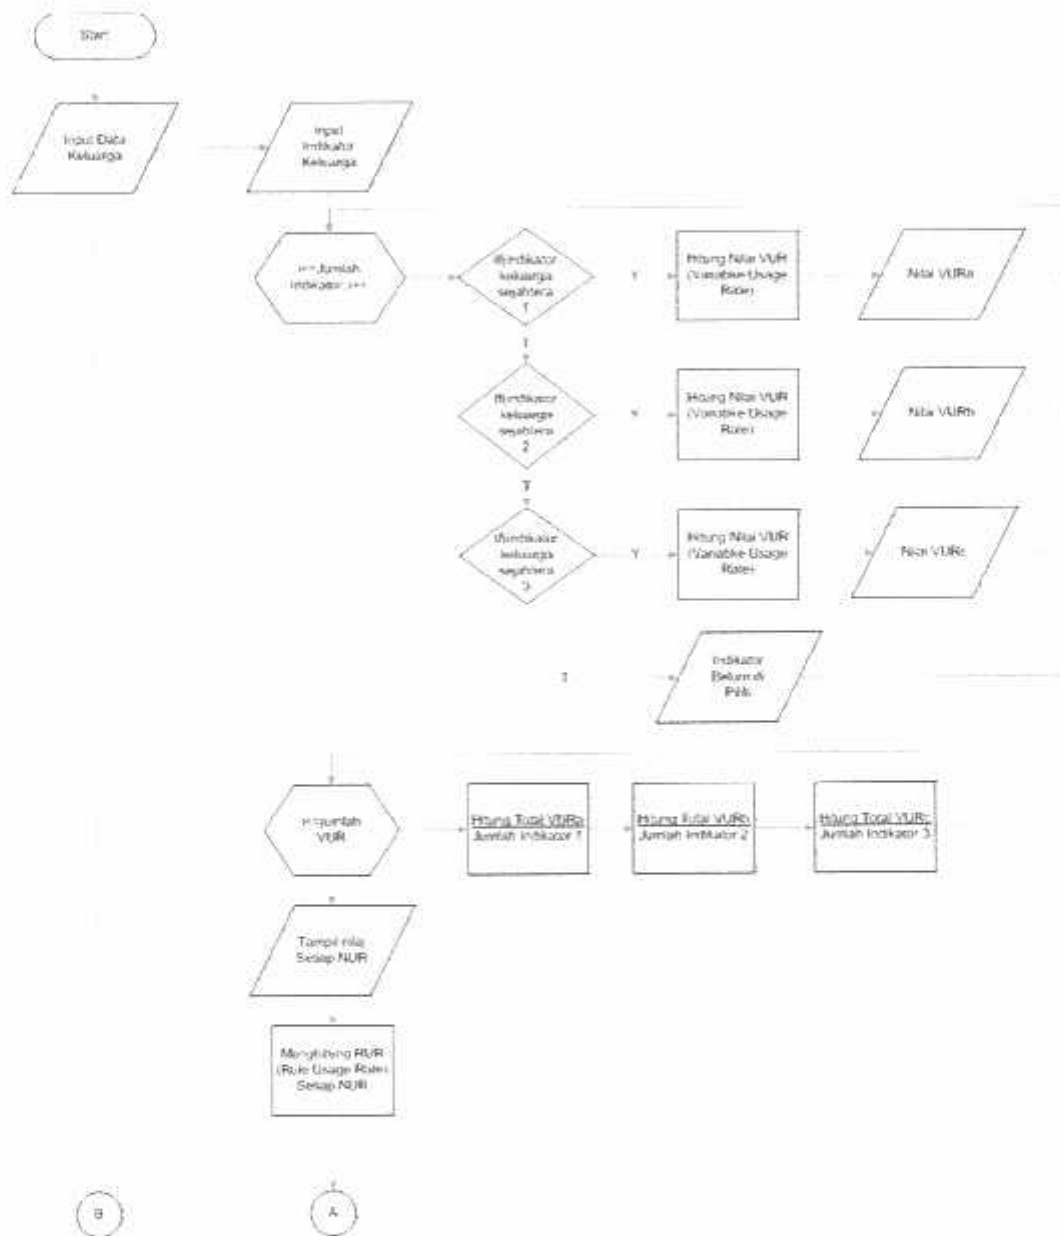 Start
Input Data
Keluarga
Input
Indikator
Keluarga
Jumlah
Indikator
indikator
keluarga
sejahtera
1
Y
Hitung Nilai VUR
(Variable Usage
Rate)
Nilai VURa
T
indikator
keluarga
sejahtera
2
Y
Hitung Nilai VUR
(Variable Usage
Rate)
Nilai VURb
T
indikator
keluarga
sejahtera
3
Y
Hitung Nilai VUR
(Variable Usage
Rate)
Nilai VURc
T
Indikator
Belum di
Pilih
Jumlah
VUR
Hitung Total VURa
Jumlah Indikator 1
Hitung Total VURb
Jumlah Indikator 2
Hitung Total VURc
Jumlah Indikator 3
Tampil nilai
Setiap NUR
Menghitung RUR
(Rule Usage Rate)
Setiap NUR
B
A